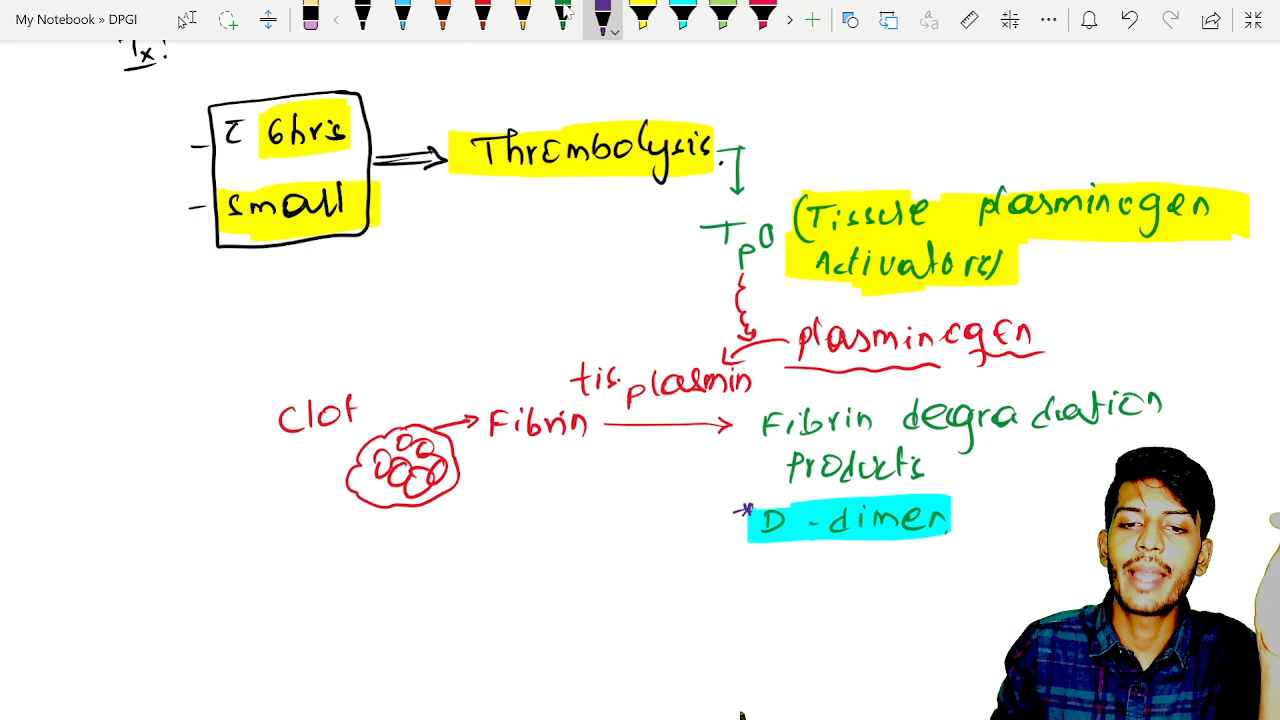 My Notebook » DPGI
Tx:
- 6hrs
- small
Thrombolysis.
Tpa (Tissue plasminogen
Activators)
plasminogen
tis. plasmin
Clot
Fibrin
Fibrin degradation
products
* D-dimer.